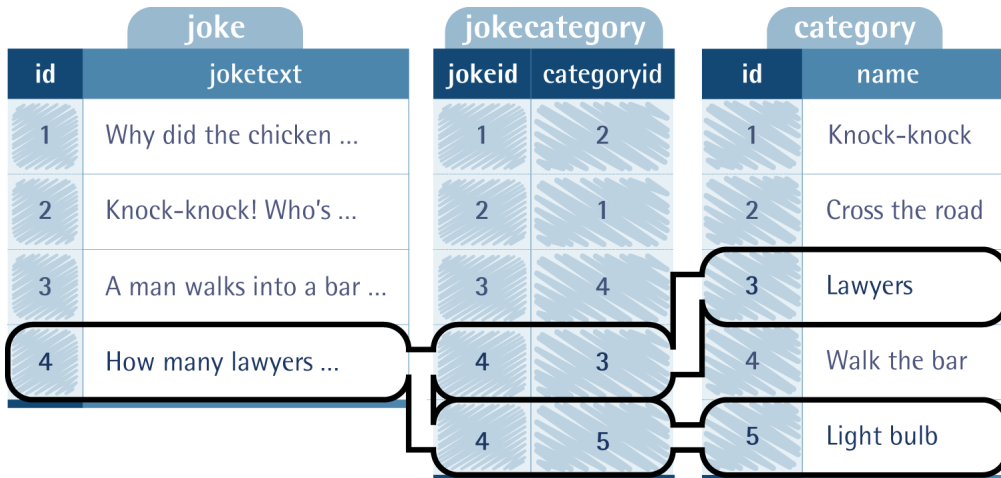 joke jokecategory category
id joketext jokeid categoryid id name
1 Why did the chicken ... 1 2 1 Knock-knock
2 Knock-knock! Who's ... 2 1 2 Cross the road
3 A man walks into a bar ... 3 4 3 Lawyers
4 How many lawyers ... 4 3 4 Walk the bar
4 5 5 Light bulb